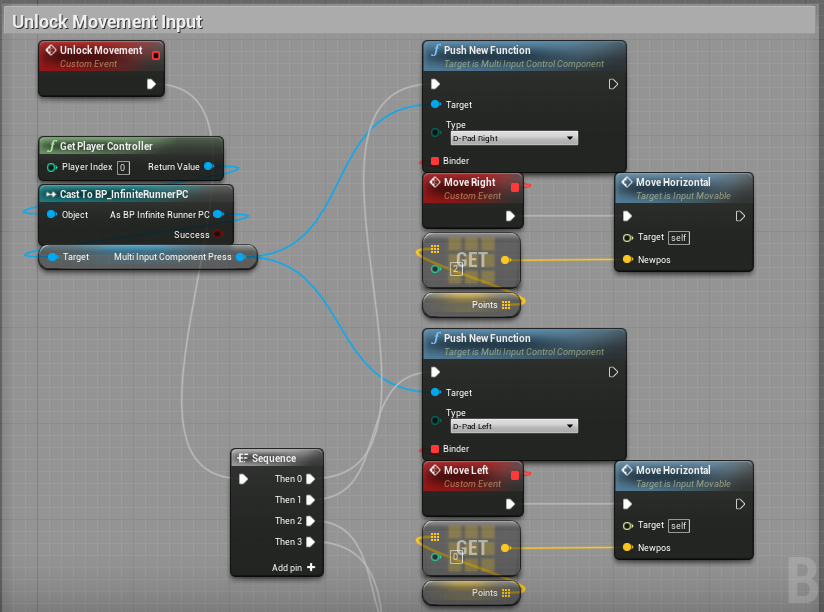 Unlock Movement Input
Unlock Movement
Custom Event
Get Player Controller
Player Index 0 Return Value
Cast To BP_InfiniteRunnerPC
Object As BP Infinite Runner PC
Success
Target Multi Input Component Press
Sequence
Then 0
Then 1
Then 2
Then 3
Add pin +
f Push New Function
Target is Multi Input Control Component
Target
Type
D-Pad Right
Binder
Move Right
Custom Event
GET
2
Points
Move Horizontal
Target is Input Movable
Target self
Newpos
f Push New Function
Target is Multi Input Control Component
Target
Type
D-Pad Left
Binder
Move Left
Custom Event
GET
0
Points
Move Horizontal
Target is Input Movable
Target self
Newpos
B